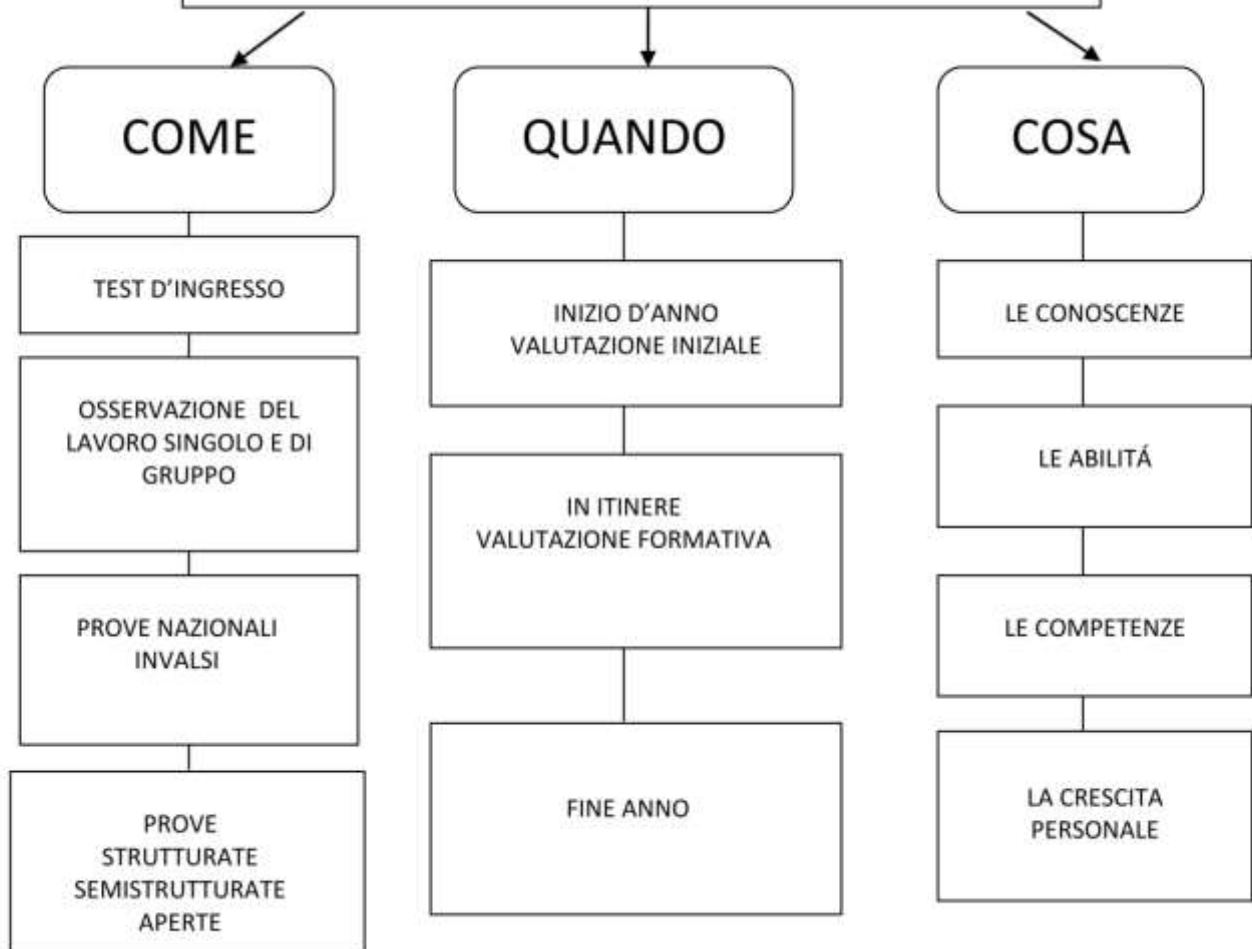 COME
TEST D’INGRESSO
OSSERVAZIONE DEL
LAVORO SINGOLO E DI
GRUPPO
PROVE NAZIONALI
INVALSI
PROVE
STRUTTURATE
SEMISTRUTTURATE
APERTE
QUANDO
INIZIO D’ANNO
VALUTAZIONE INIZIALE
IN ITINERE
VALUTAZIONE FORMATIVA
FINE ANNO
COSA
LE CONOSCENZE
LE ABILITÁ
LE COMPETENZE
LA CRESCITA
PERSONALE